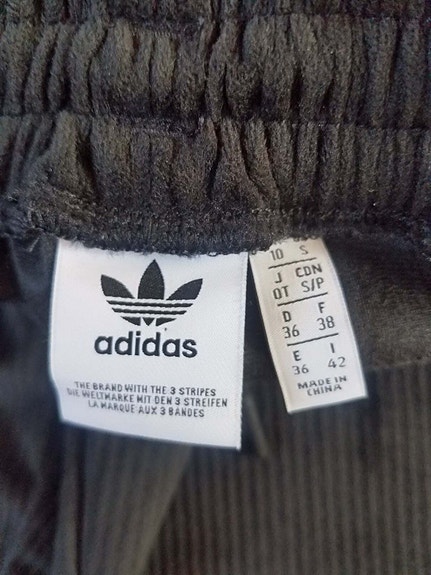 adidas
THE BRAND WITH THE 3 STRIPES
DIE WELTMARKE MIT DEN 3 STREIFEN
LA MARQUE AUX 3 BANDES
10 S
J CDN
OT S/P
D F
36 38
E I
36 42
MADE IN
CHINA